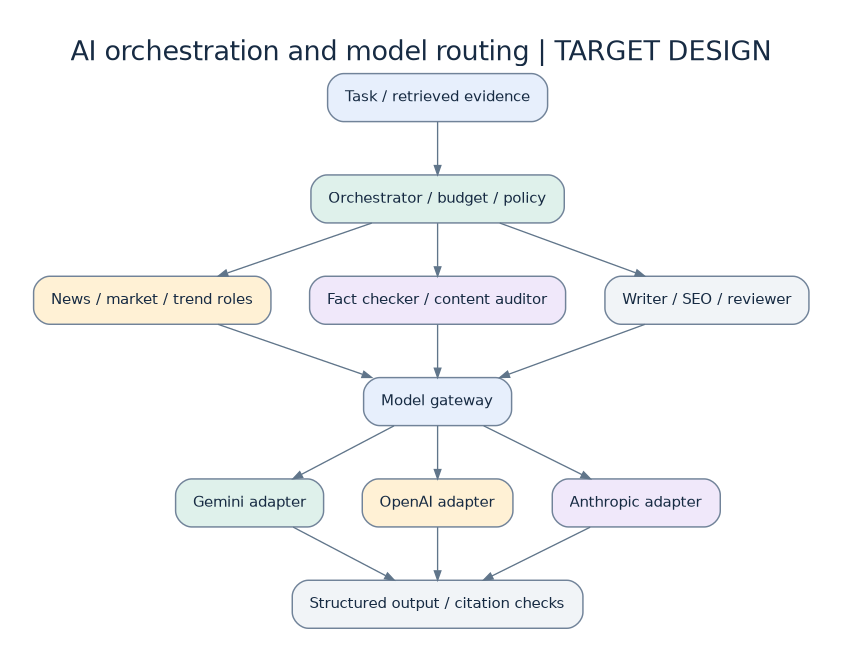 AI orchestration and model routing | TARGET DESIGN
Task / retrieved evidence
Orchestrator / budget / policy
News / market / trend roles
Fact checker / content auditor
Writer / SEO / reviewer
Model gateway
Gemini adapter
OpenAI adapter
Anthropic adapter
Structured output / citation checks